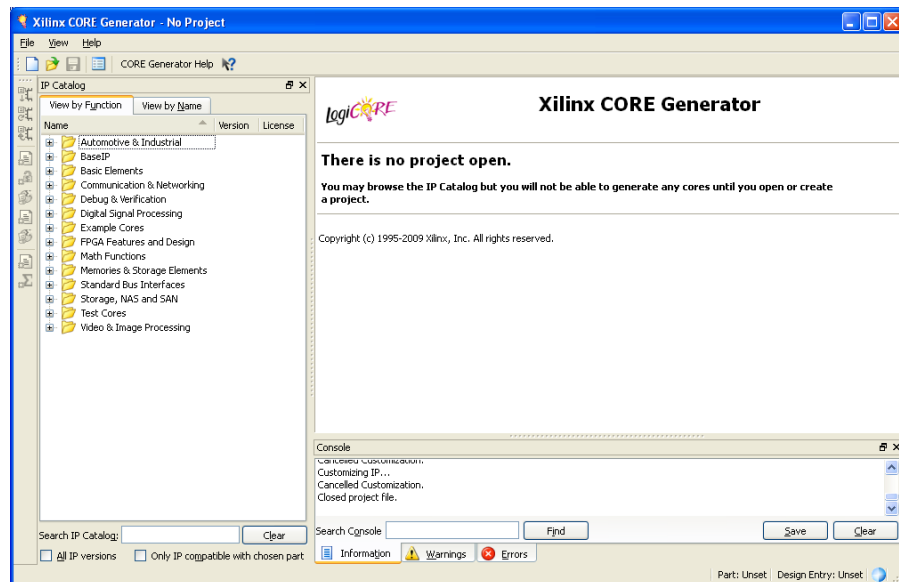 Xilinx CORE Generator - No Project
File View Help
CORE Generator Help
IP Catalog
View by Function View by Name
Name Version License
Automotive & Industrial
BaseIP
Basic Elements
Communication & Networking
Debug & Verification
Digital Signal Processing
Example Cores
FPGA Features and Design
Math Functions
Memories & Storage Elements
Standard Bus Interfaces
Storage, NAS and SAN
Test Cores
Video & Image Processing
Search IP Catalog: Clear
All IP versions Only IP compatible with chosen part
LogiCORE
Xilinx CORE Generator
There is no project open.
You may browse the IP Catalog but you will not be able to generate any cores until you open or create
a project.
Copyright (c) 1995-2009 Xilinx, Inc. All rights reserved.
Console
Cancelled Customization.
Customizing IP...
Cancelled Customization.
Closed project file.
Search Console Find Save Clear
Information Warnings Errors
Part: Unset Design Entry: Unset